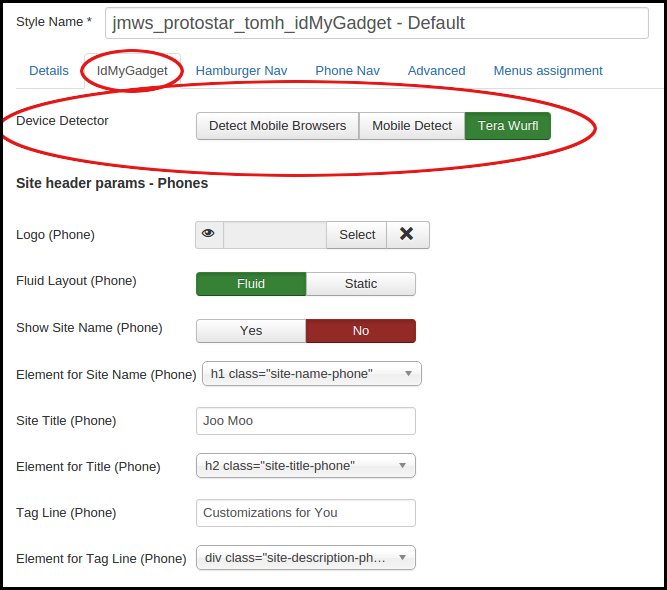 Style Name * jmws_protostar_tomh_idMyGadget - Default
Details IdMyGadget Hamburger Nav Phone Nav Advanced Menus assignment
Device Detector Detect Mobile Browsers Mobile Detect Tera Wurfl
Site header params - Phones
Logo (Phone) Select
Fluid Layout (Phone) Fluid Static
Show Site Name (Phone) Yes No
Element for Site Name (Phone) h1 class="site-name-phone"
Site Title (Phone) Joo Moo
Element for Title (Phone) h2 class="site-title-phone"
Tag Line (Phone) Customizations for You
Element for Tag Line (Phone) div class="site-description-ph...